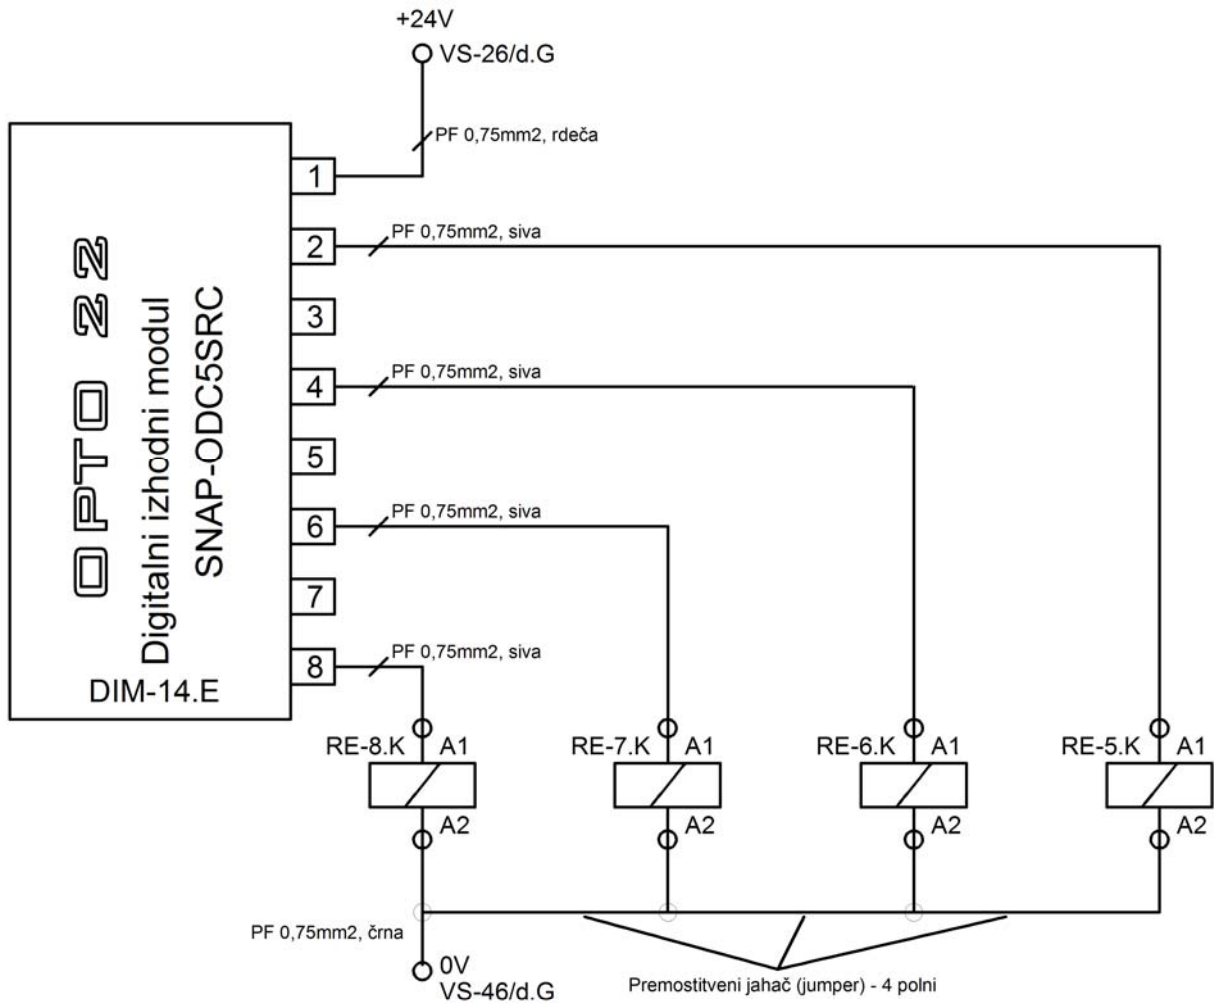 +24V
VS-26/d.G
PF 0,75mm2, rdeča
1
PF 0,75mm2, siva
2
3
PF 0,75mm2, siva
4
5
PF 0,75mm2, siva
6
7
PF 0,75mm2, siva
8
OPTO 22
Digitalni izhodni modul
SNAP-ODC5SRC
DIM-14.E
RE-8.K A1
RE-7.K A1
RE-6.K A1
RE-5.K A1
A2
A2
A2
A2
PF 0,75mm2, črna
0V
VS-46/d.G
Premostitveni jahač (jumper) - 4 polni